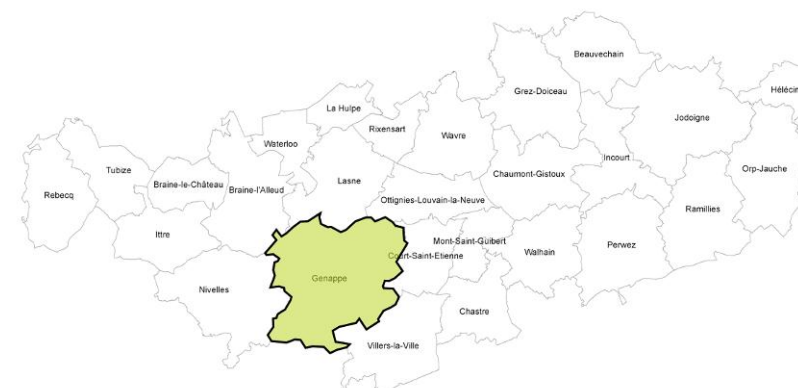 Beauvechain
Hélécin
Grez-Doiceau
La Hulpe
Jodoigne
Rixensart
Wavre
Waterloo
Incourt
Tubize
Orp-Jauche
Chaumont-Gistoux
Lasne
Braine-le-Château
Braine-l'Alleud
Rebecq
Ottignies-Louvain-la-Neuve
Ramillies
Ittre
Mont-Saint-Guibert
Perwez
Walhain
Court-Saint-Etienne
Genappe
Nivelles
Chastre
Villers-la-Ville